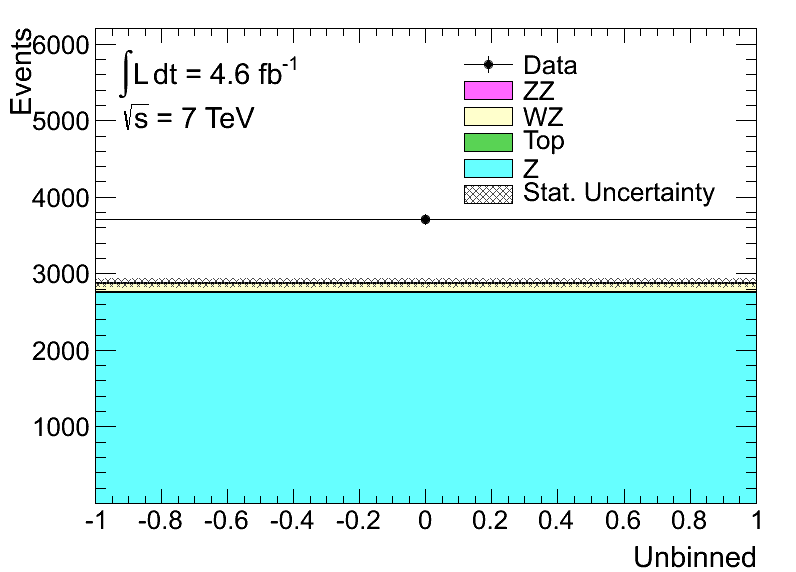 Events
6000
5000
4000
3000
2000
1000
∫L dt = 4.6 fb⁻¹
√s = 7 TeV
Data
ZZ
WZ
Top
Z
Stat. Uncertainty
-1 -0.8 -0.6 -0.4 -0.2 0 0.2 0.4 0.6 0.8 1
Unbinned